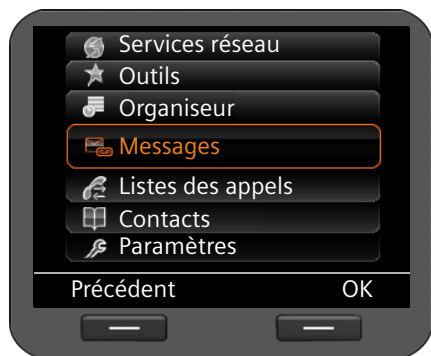 Services réseau
Outils
Organiseur
Messages
Listes des appels
Contacts
Paramètres
Précédent OK